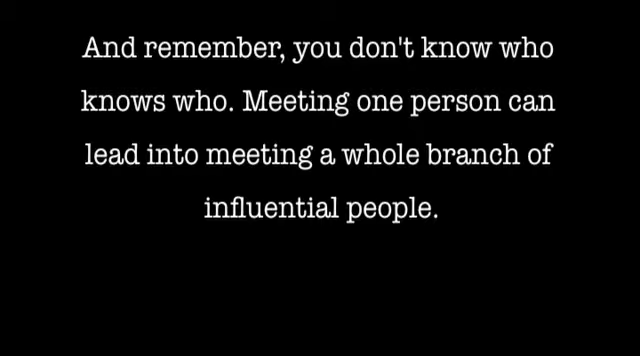 And remember, you don't know who
knows who. Meeting one person can
lead into meeting a whole branch of
influential people.